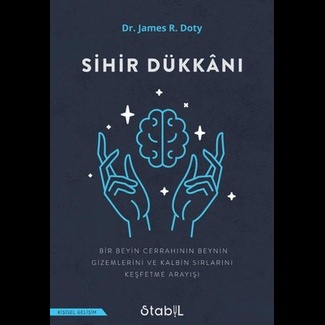 Dr. James R. Doty
SİHİR DÜKKÂNI
BİR BEYİN CERRAHININ BEYNİN
GİZEMLERİNİ VE KALBİN SIRLARINI
KEŞFETME ARAYIŞI
KİŞİSEL GELİŞİM
StabiL